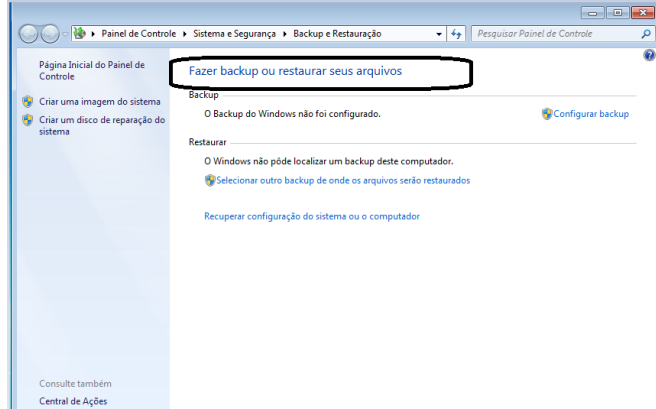 Painel de Controle ▸ Sistema e Segurança ▸ Backup e Restauração
Pesquisar Painel de Controle
Página Inicial do Painel de
Controle
Criar uma imagem do sistema
Criar um disco de reparação do
sistema
Consulte também
Central de Ações
Fazer backup ou restaurar seus arquivos
Backup
O Backup do Windows não foi configurado.
Configurar backup
Restaurar
O Windows não pôde localizar um backup deste computador.
Selecionar outro backup de onde os arquivos serão restaurados
Recuperar configuração do sistema ou o computador